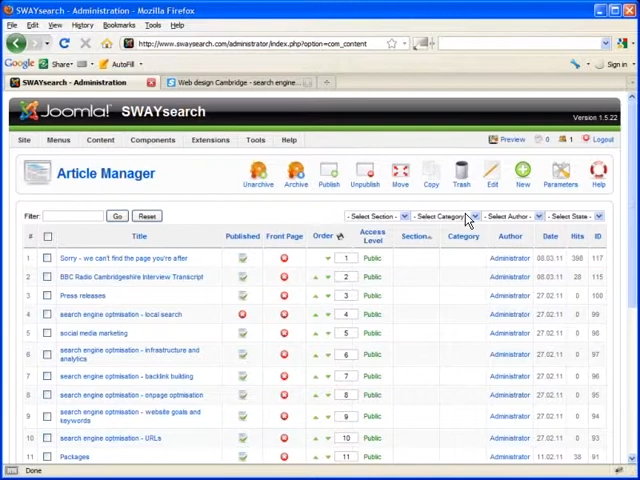 SWAYsearch - Administration - Mozilla Firefox
File Edit View History Bookmarks Tools Help
http://www.swaysearch.com/administrator/index.php?option=com_content
Google Share AutoFill Sign in
SWAYsearch - Administration Web design Cambridge - search engine...
Joomla! SWAYsearch Version 1.5.22
Site Menus Content Components Extensions Tools Help Preview 0 1 Logout
Article Manager
Unarchive Archive Publish Unpublish Move Copy Trash Edit New Parameters Help
Filter: Go Reset - Select Section - - Select Category - Select Author - - Select State -
# Title Published Front Page Order Access Level Section Category Author Date Hits ID
1 Sorry - we can't find the page you're after 1 Public Administrator 08.03.11 398 117
2 BBC Radio Cambridgeshire Interview Transcript 2 Public Administrator 08.03.11 28 115
3 Press releases 3 Public Administrator 27.02.11 0 100
4 search engine optmisation - local search 4 Public Administrator 27.02.11 0 99
5 social media marketing 5 Public Administrator 27.02.11 0 98
6 search engine optmisation - infrastructure and analytics 6 Public Administrator 27.02.11 0 97
7 search engine optmisation - backlink building 7 Public Administrator 27.02.11 0 96
8 search engine optmisation - onpage optmisation 8 Public Administrator 27.02.11 0 95
9 search engine optmisation - website goals and keywords 9 Public Administrator 27.02.11 0 94
10 search engine optmisation - URLs 10 Public Administrator 27.02.11 0 93
11 Packages 11 Public Administrator 11.02.11 38 91
Done